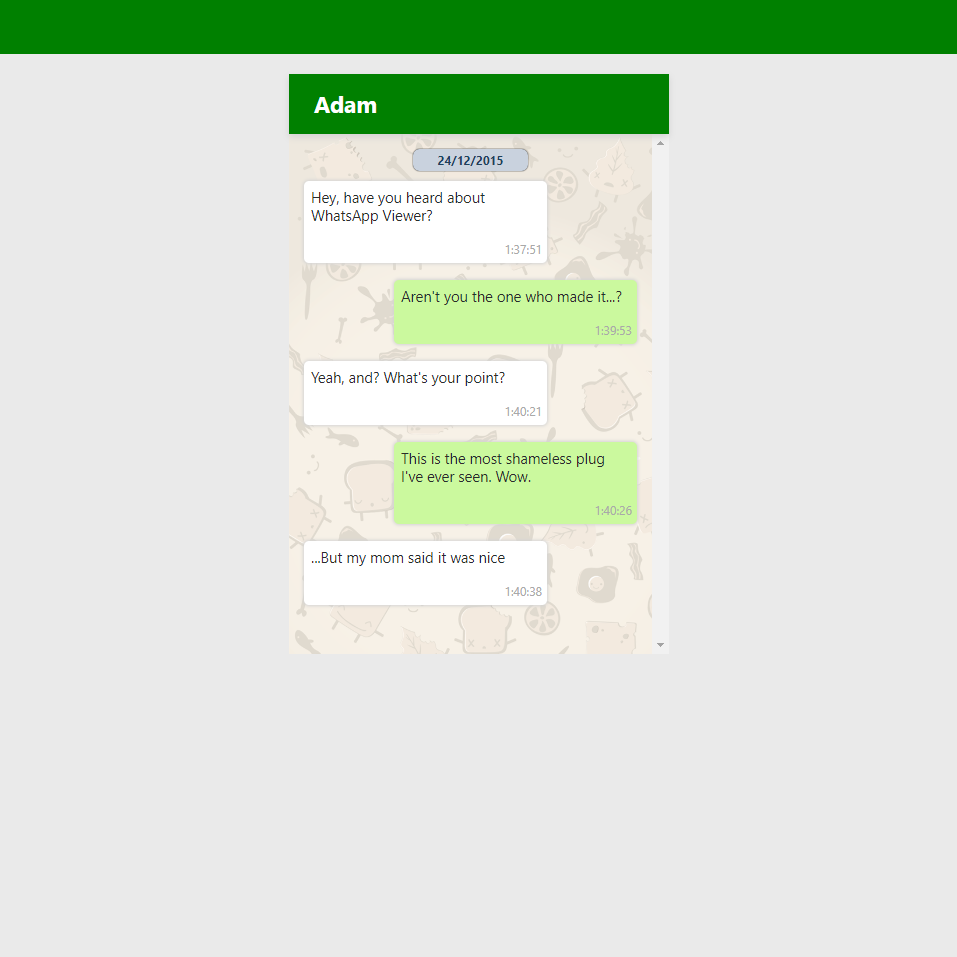 Adam
24/12/2015
Hey, have you heard about
WhatsApp Viewer?
1:37:51
Aren't you the one who made it...?
1:39:53
Yeah, and? What's your point?
1:40:21
This is the most shameless plug
I've ever seen. Wow.
1:40:26
...But my mom said it was nice
1:40:38